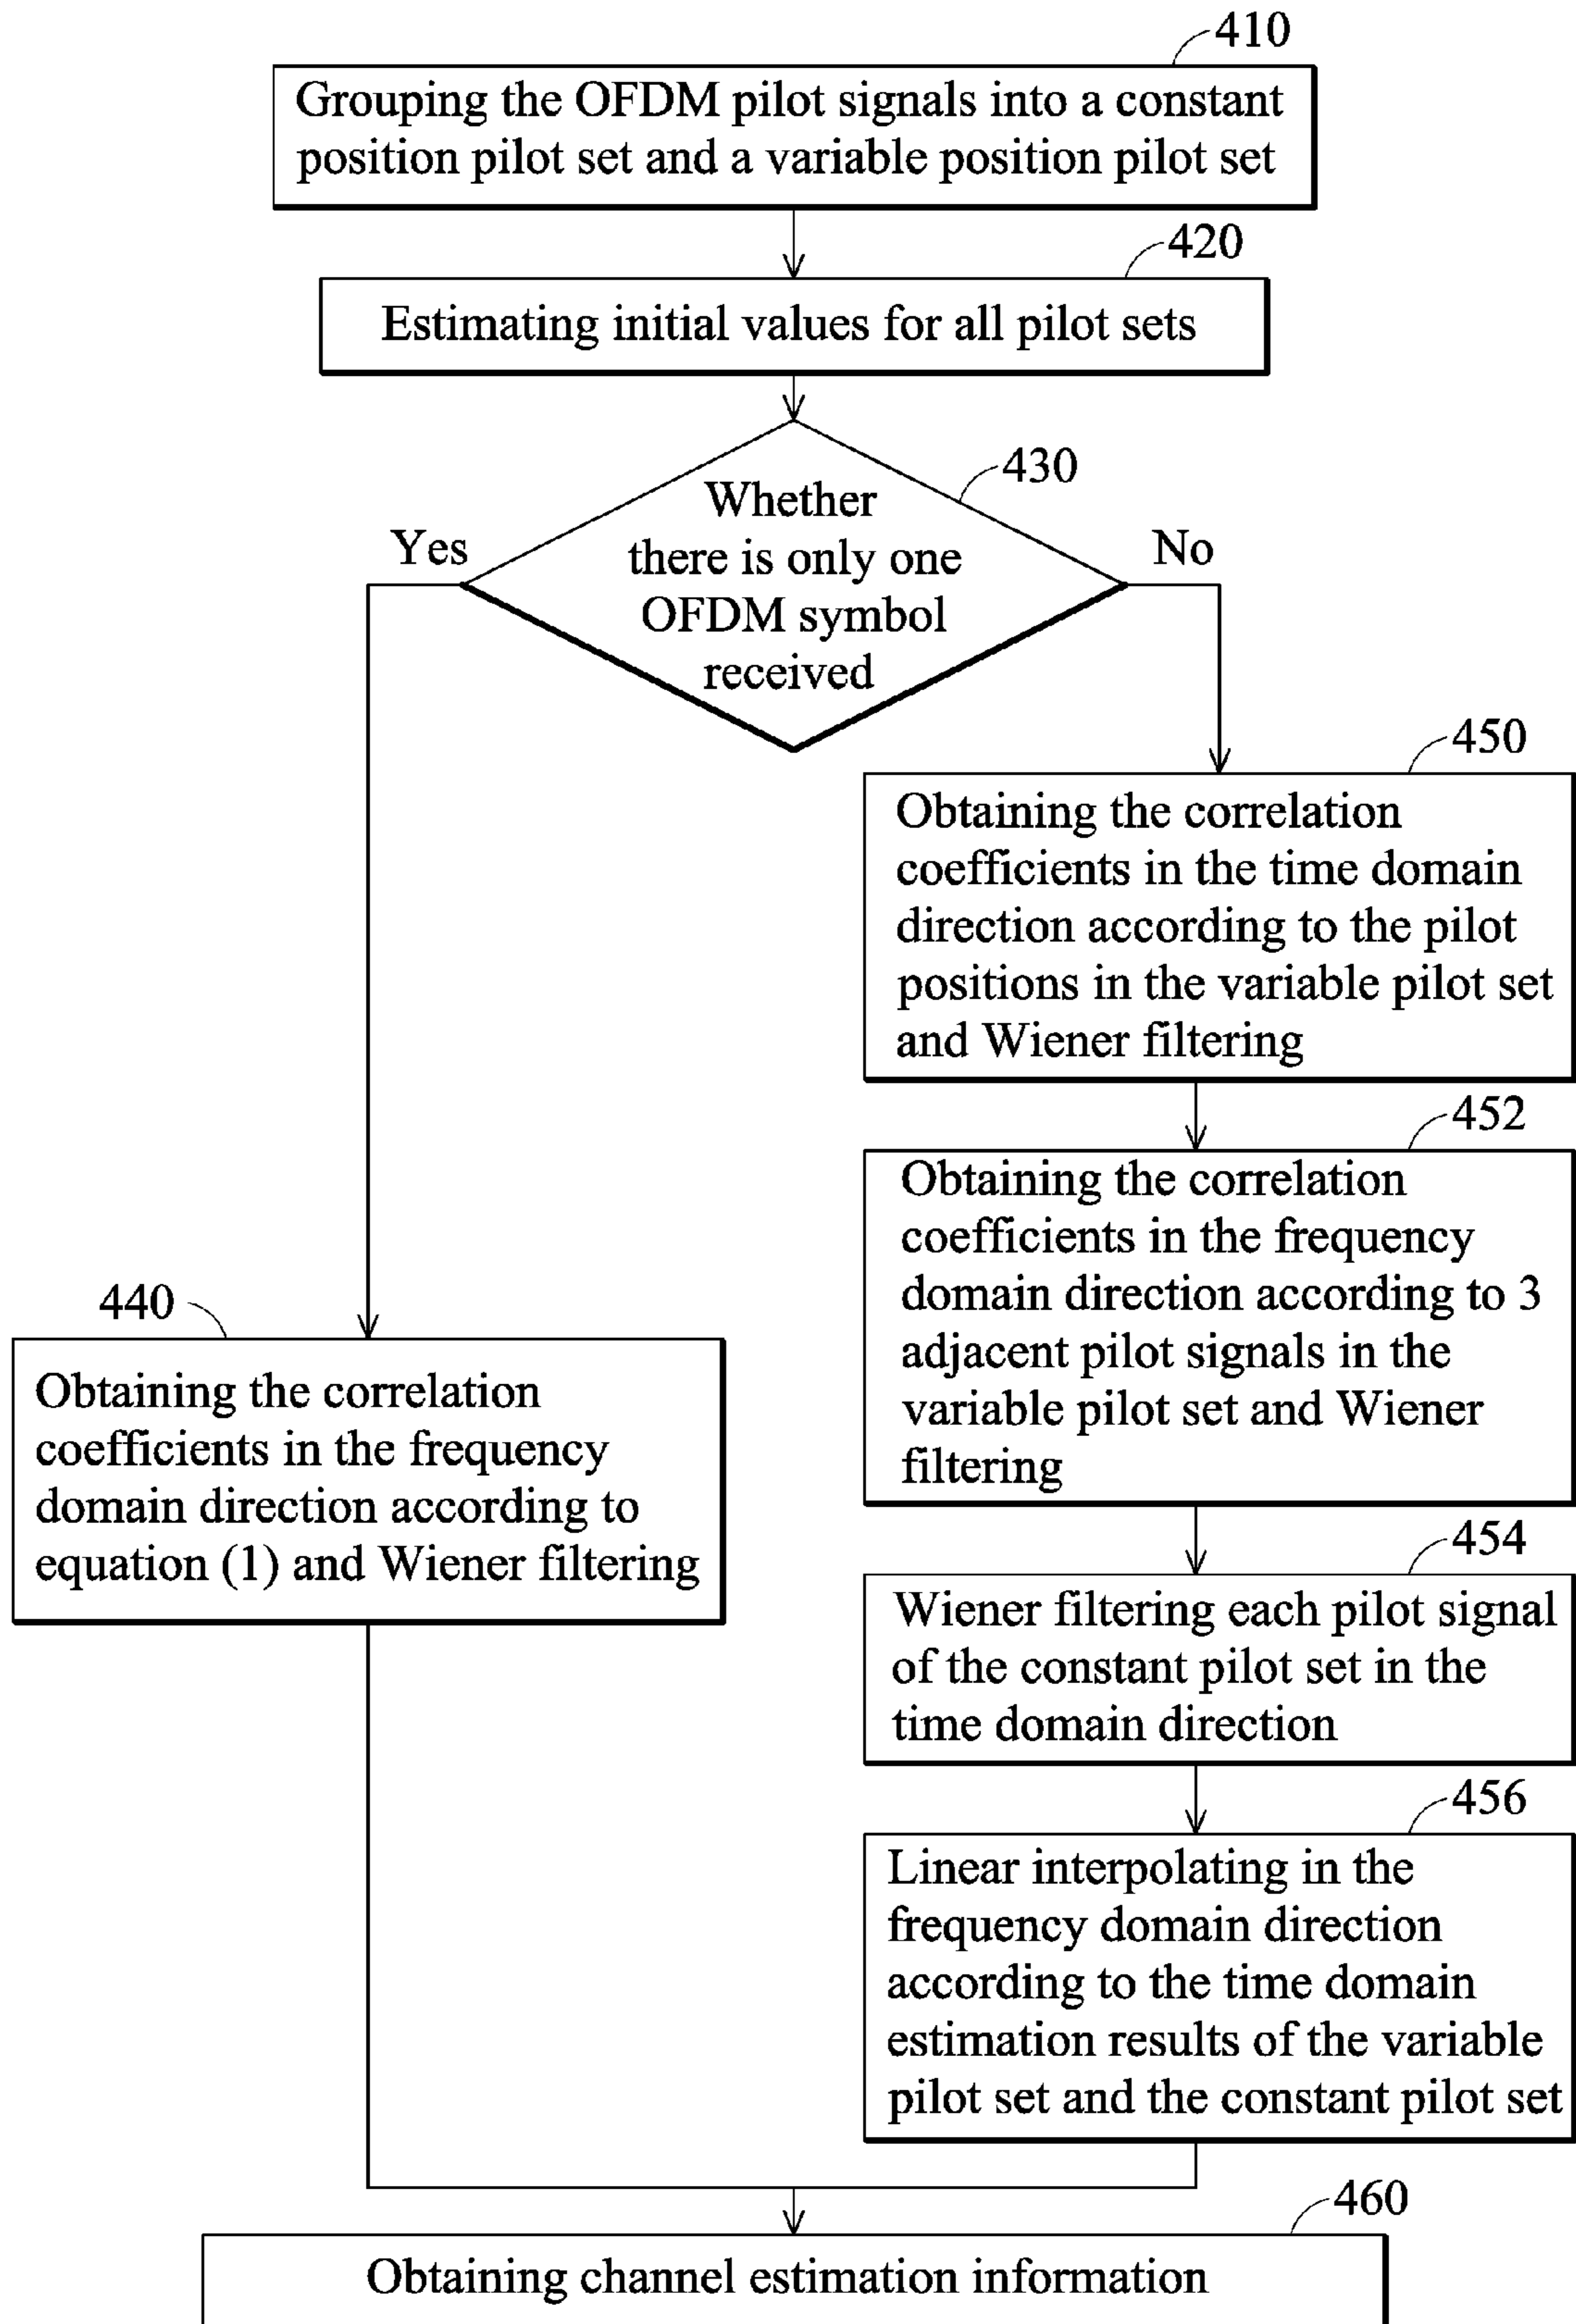 410
Grouping the OFDM pilot signals into a constant
position pilot set and a variable position pilot set
420
Estimating initial values for all pilot sets
430
Whether
there is only one
OFDM symbol
received
Yes
No
450
Obtaining the correlation
coefficients in the time domain
direction according to the pilot
positions in the variable pilot set
and Wiener filtering
452
Obtaining the correlation
coefficients in the frequency
domain direction according to 3
adjacent pilot signals in the
variable pilot set and Wiener
filtering
440
Obtaining the correlation
coefficients in the frequency
domain direction according to
equation (1) and Wiener filtering
454
Wiener filtering each pilot signal
of the constant pilot set in the
time domain direction
456
Linear interpolating in the
frequency domain direction
according to the time domain
estimation results of the variable
pilot set and the constant pilot set
460
Obtaining channel estimation information